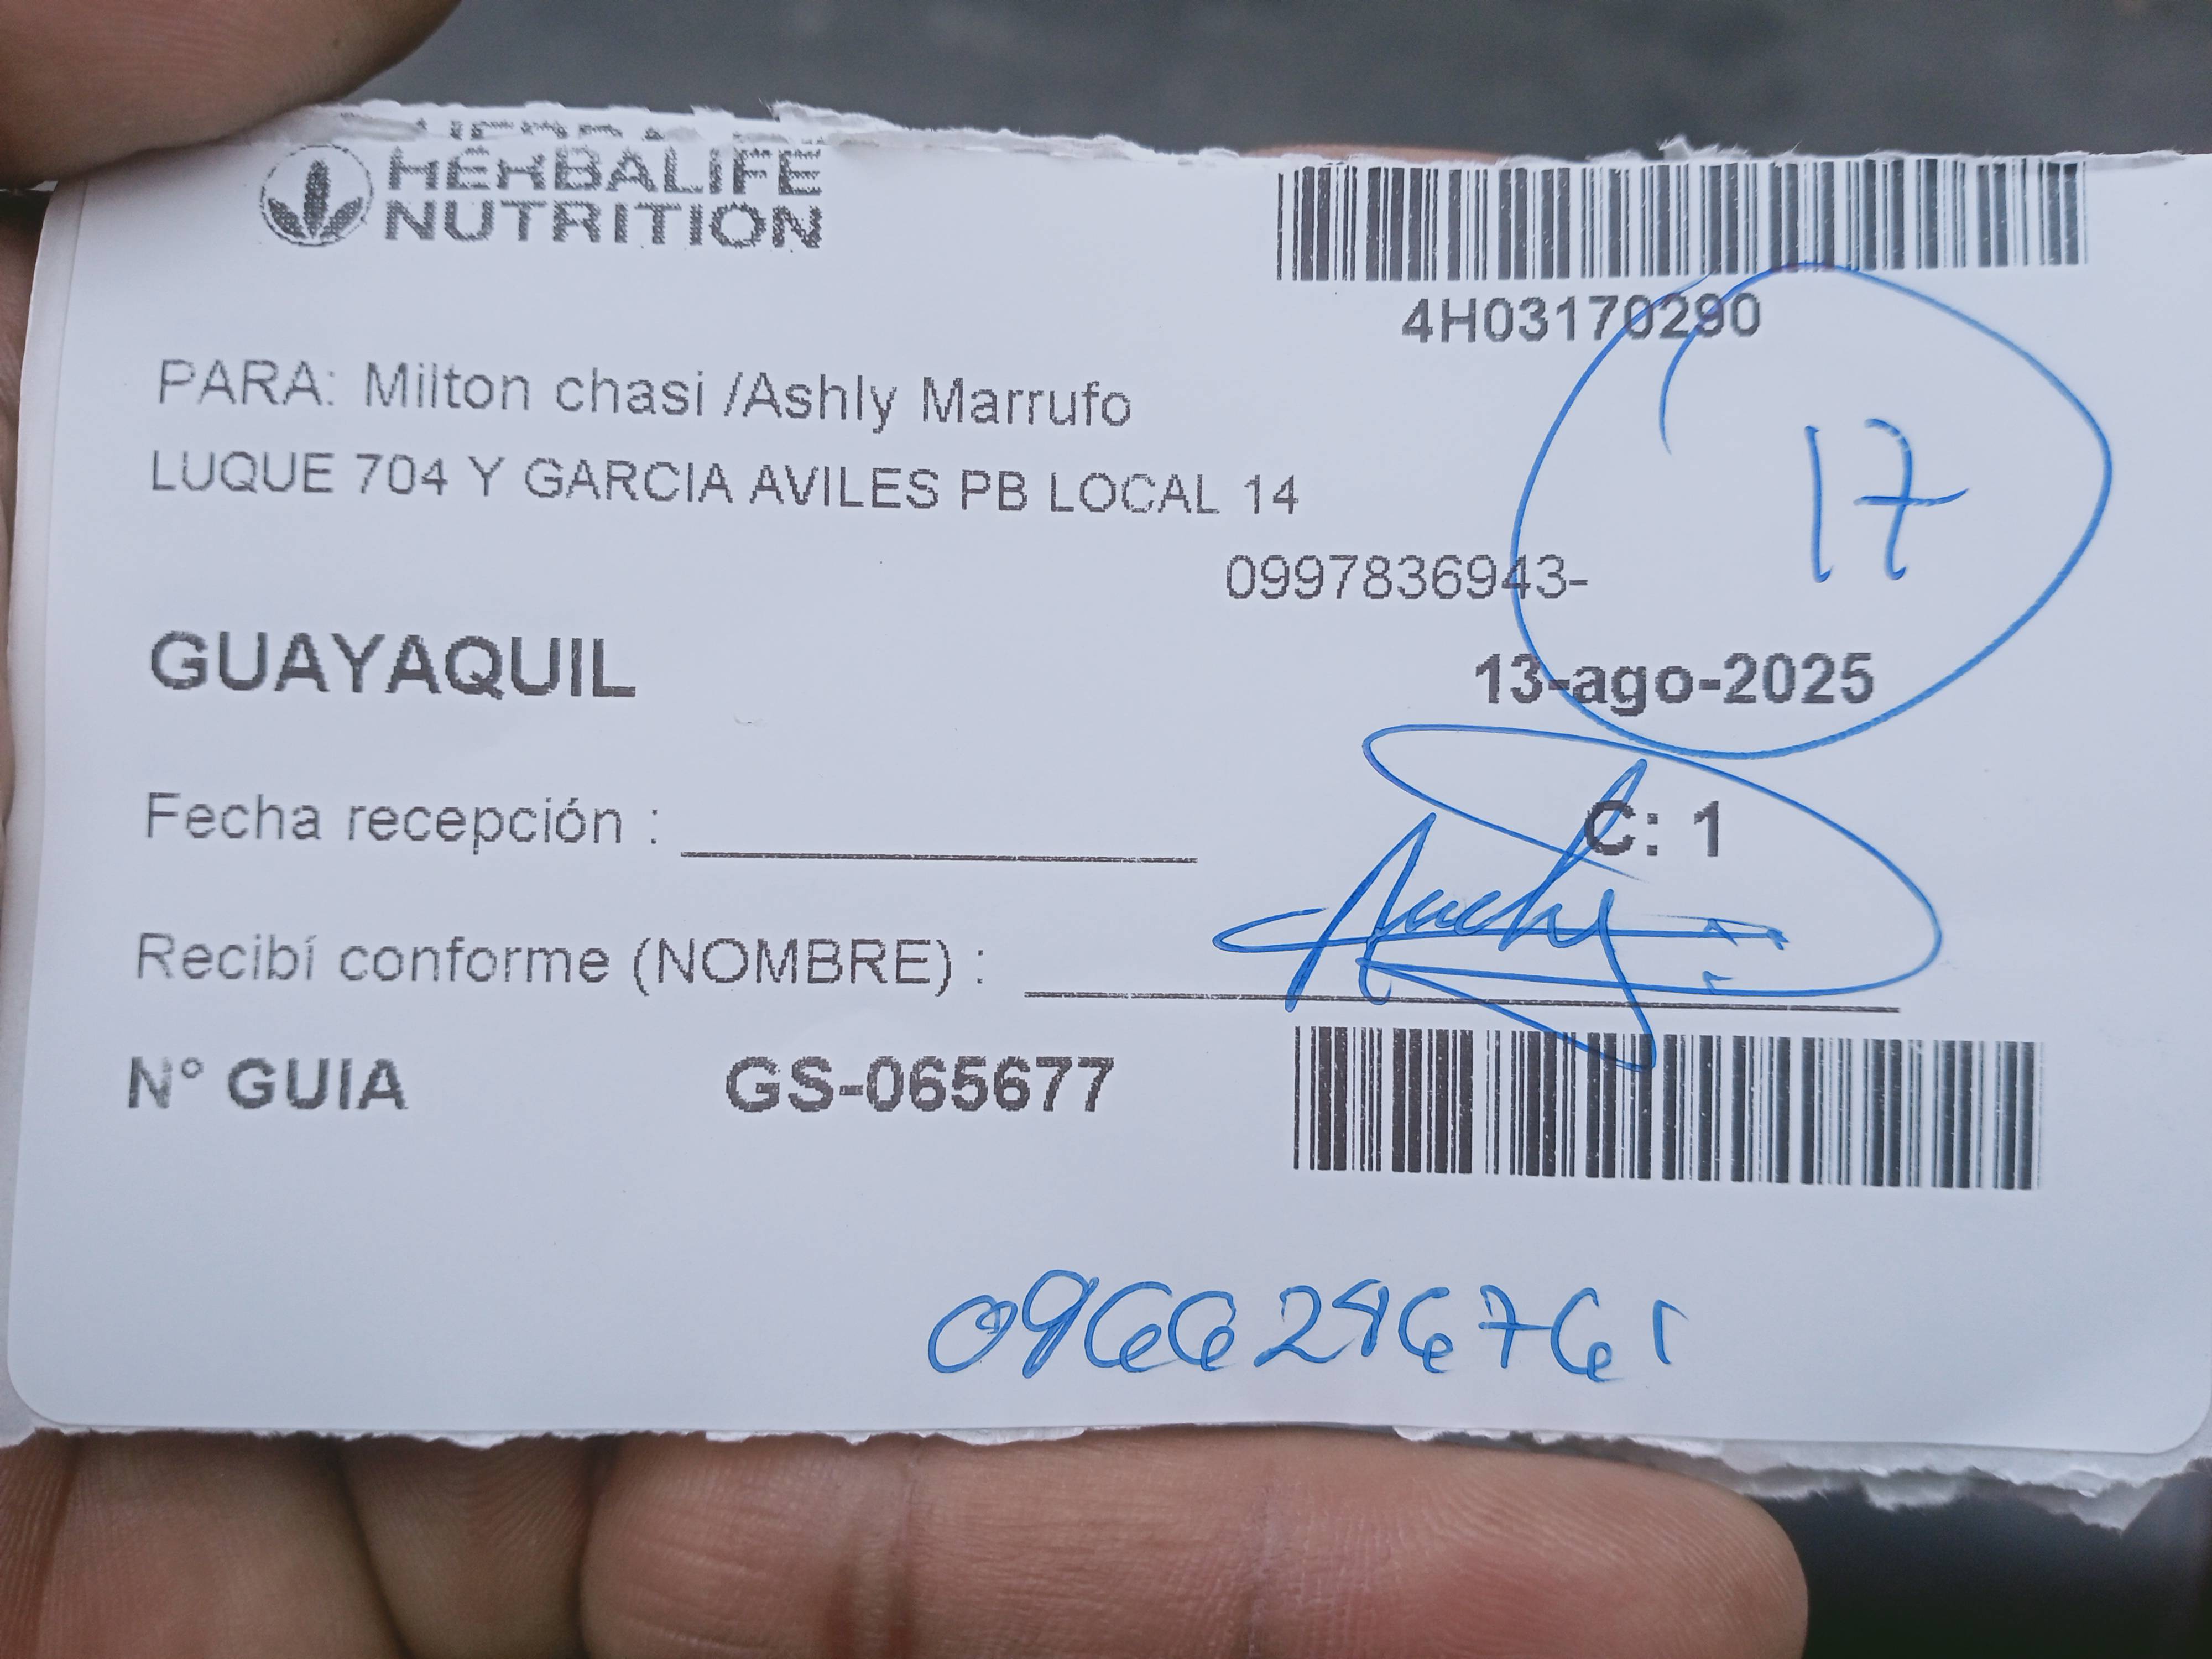 HERBALIFE
NUTRITION
4H03170290
17
PARA: Milton chasi /Ashly Marrufo
LUQUE 704 Y GARCIA AVILES PB LOCAL 14
0997836943-
GUAYAQUIL
13-ago-2025
Fecha recepción :
C: 1
Recibí conforme (NOMBRE) :
N° GUIA GS-065677
0966296761